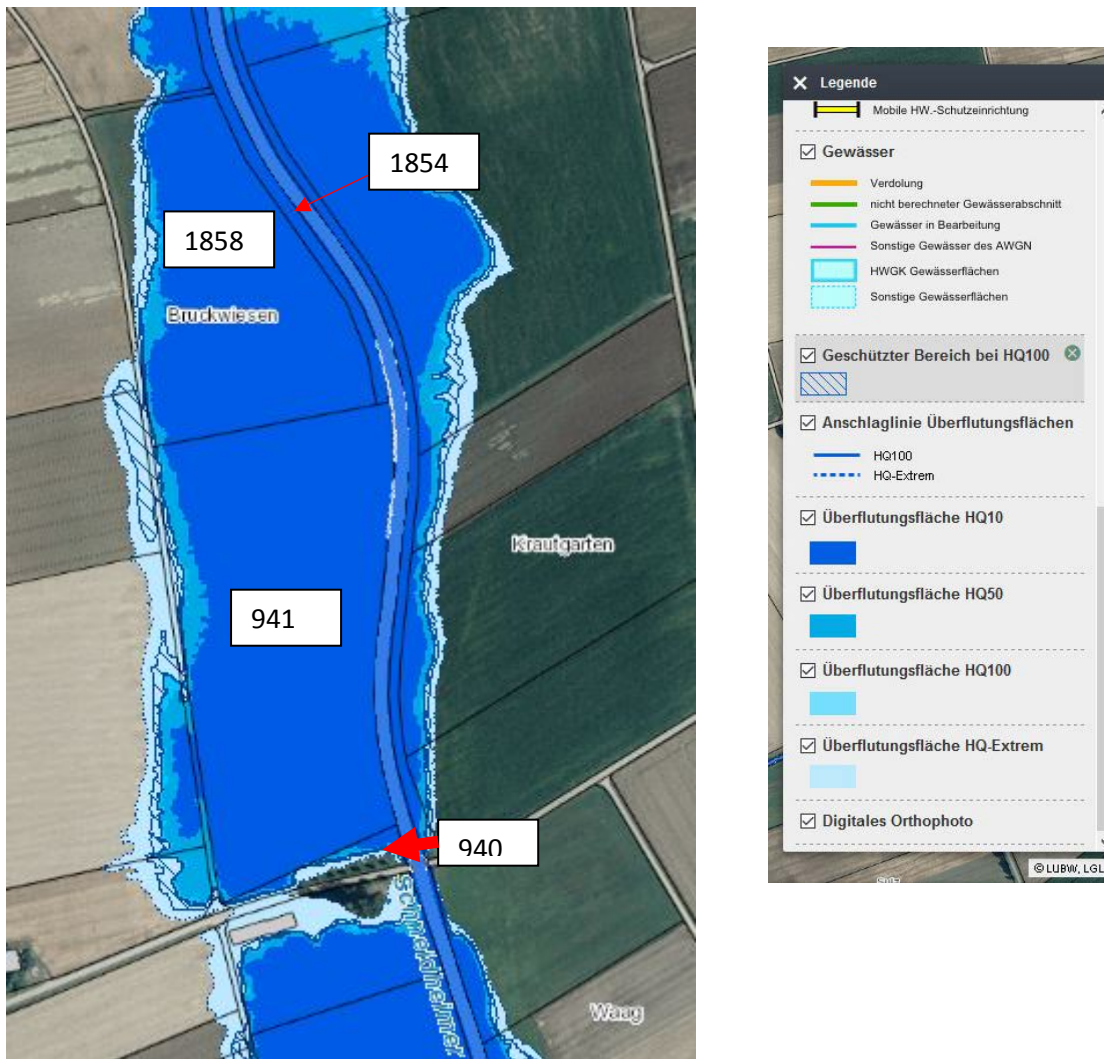 1854
1858
Bruckwiesen
Krautgarten
941
940
Schmeidheimer
Waag
Legende
Mobile HW.-Schutzeinrichtung
Gewässer
Verdolung
nicht berechneter Gewässerabschnitt
Gewässer in Bearbeitung
Sonstige Gewässer des AWGN
HWGK Gewässerflächen
Sonstige Gewässerflächen
Geschützter Bereich bei HQ100
Anschlaglinie Überflutungsflächen
HQ100
HQ-Extrem
Überflutungsfläche HQ10
Überflutungsfläche HQ50
Überflutungsfläche HQ100
Überflutungsfläche HQ-Extrem
Digitales Orthophoto
© LUBW, LGL